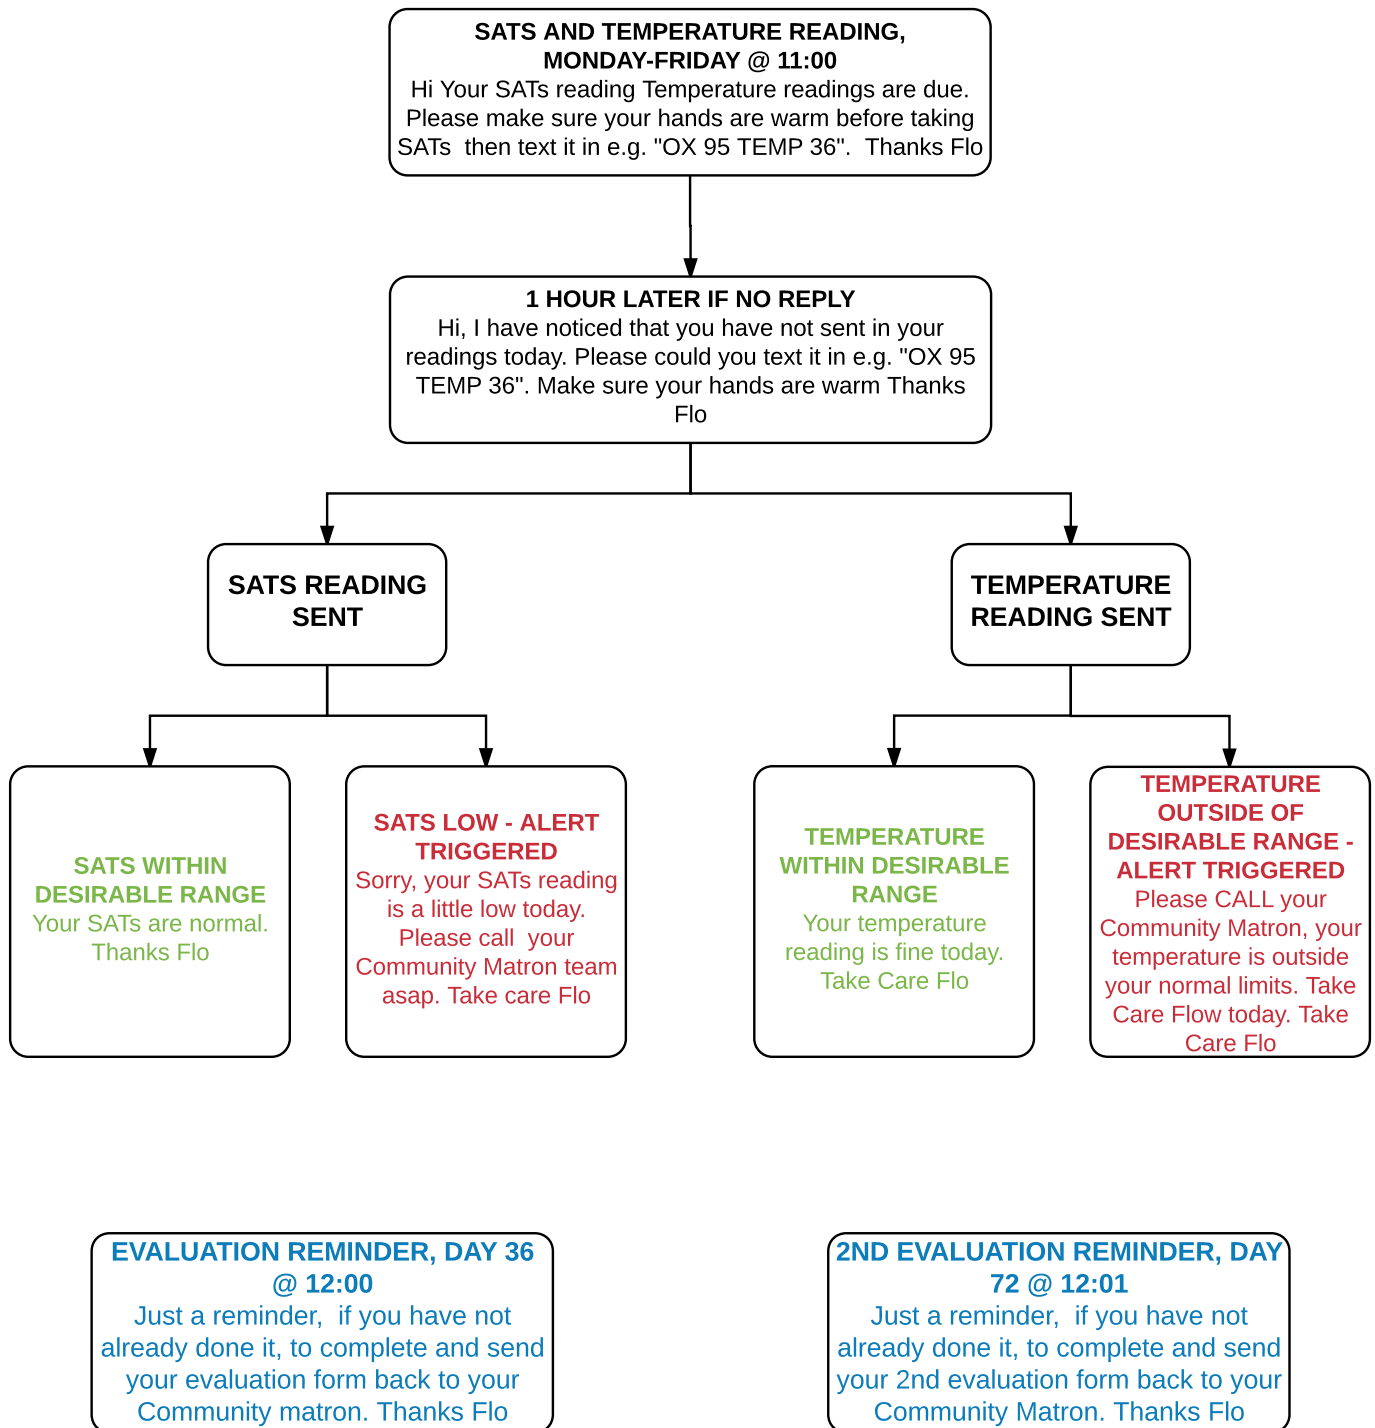 SATS AND TEMPERATURE READING,
MONDAY-FRIDAY @ 11:00
Hi Your SATs reading Temperature readings are due.
Please make sure your hands are warm before taking
SATs  then text it in e.g. "OX 95 TEMP 36".  Thanks Flo
1 HOUR LATER IF NO REPLY
Hi, I have noticed that you have not sent in your
readings today. Please could you text it in e.g. "OX 95
TEMP 36". Make sure your hands are warm Thanks
Flo
SATS READING
SENT
TEMPERATURE
READING SENT
SATS WITHIN
DESIRABLE RANGE
Your SATs are normal.
Thanks Flo
SATS LOW - ALERT
TRIGGERED
Sorry, your SATs reading
is a little low today.
Please call  your
Community Matron team
asap. Take care Flo
TEMPERATURE
WITHIN DESIRABLE
RANGE
Your temperature
reading is fine today.
Take Care Flo
TEMPERATURE
OUTSIDE OF
DESIRABLE RANGE -
ALERT TRIGGERED
Please CALL your
Community Matron, your
temperature is outside
your normal limits. Take
Care Flow today. Take
Care Flo
EVALUATION REMINDER, DAY 36
@ 12:00
Just a reminder,  if you have not
already done it, to complete and send
your evaluation form back to your
Community matron. Thanks Flo
2ND EVALUATION REMINDER, DAY
72 @ 12:01
Just a reminder,  if you have not
already done it, to complete and send
your 2nd evaluation form back to your
Community Matron. Thanks Flo